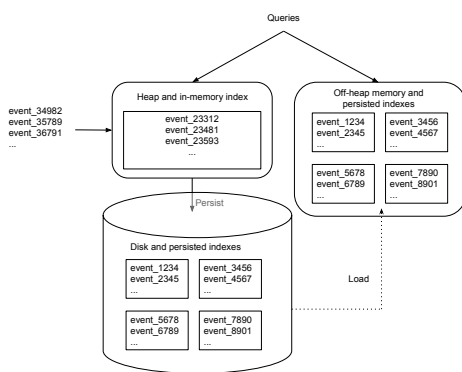 Queries
Heap and in-memory index
event_23312
event_23481
event_23593
...
event_34982
event_35789
event_36791
...
Off-heap memory and
persisted indexes
event_1234
event_2345
...
event_3456
event_4567
...
event_5678
event_6789
...
event_7890
event_8901
...
Persist
Disk and persisted indexes
event_1234
event_2345
...
event_3456
event_4567
...
event_5678
event_6789
...
event_7890
event_8901
...
Load